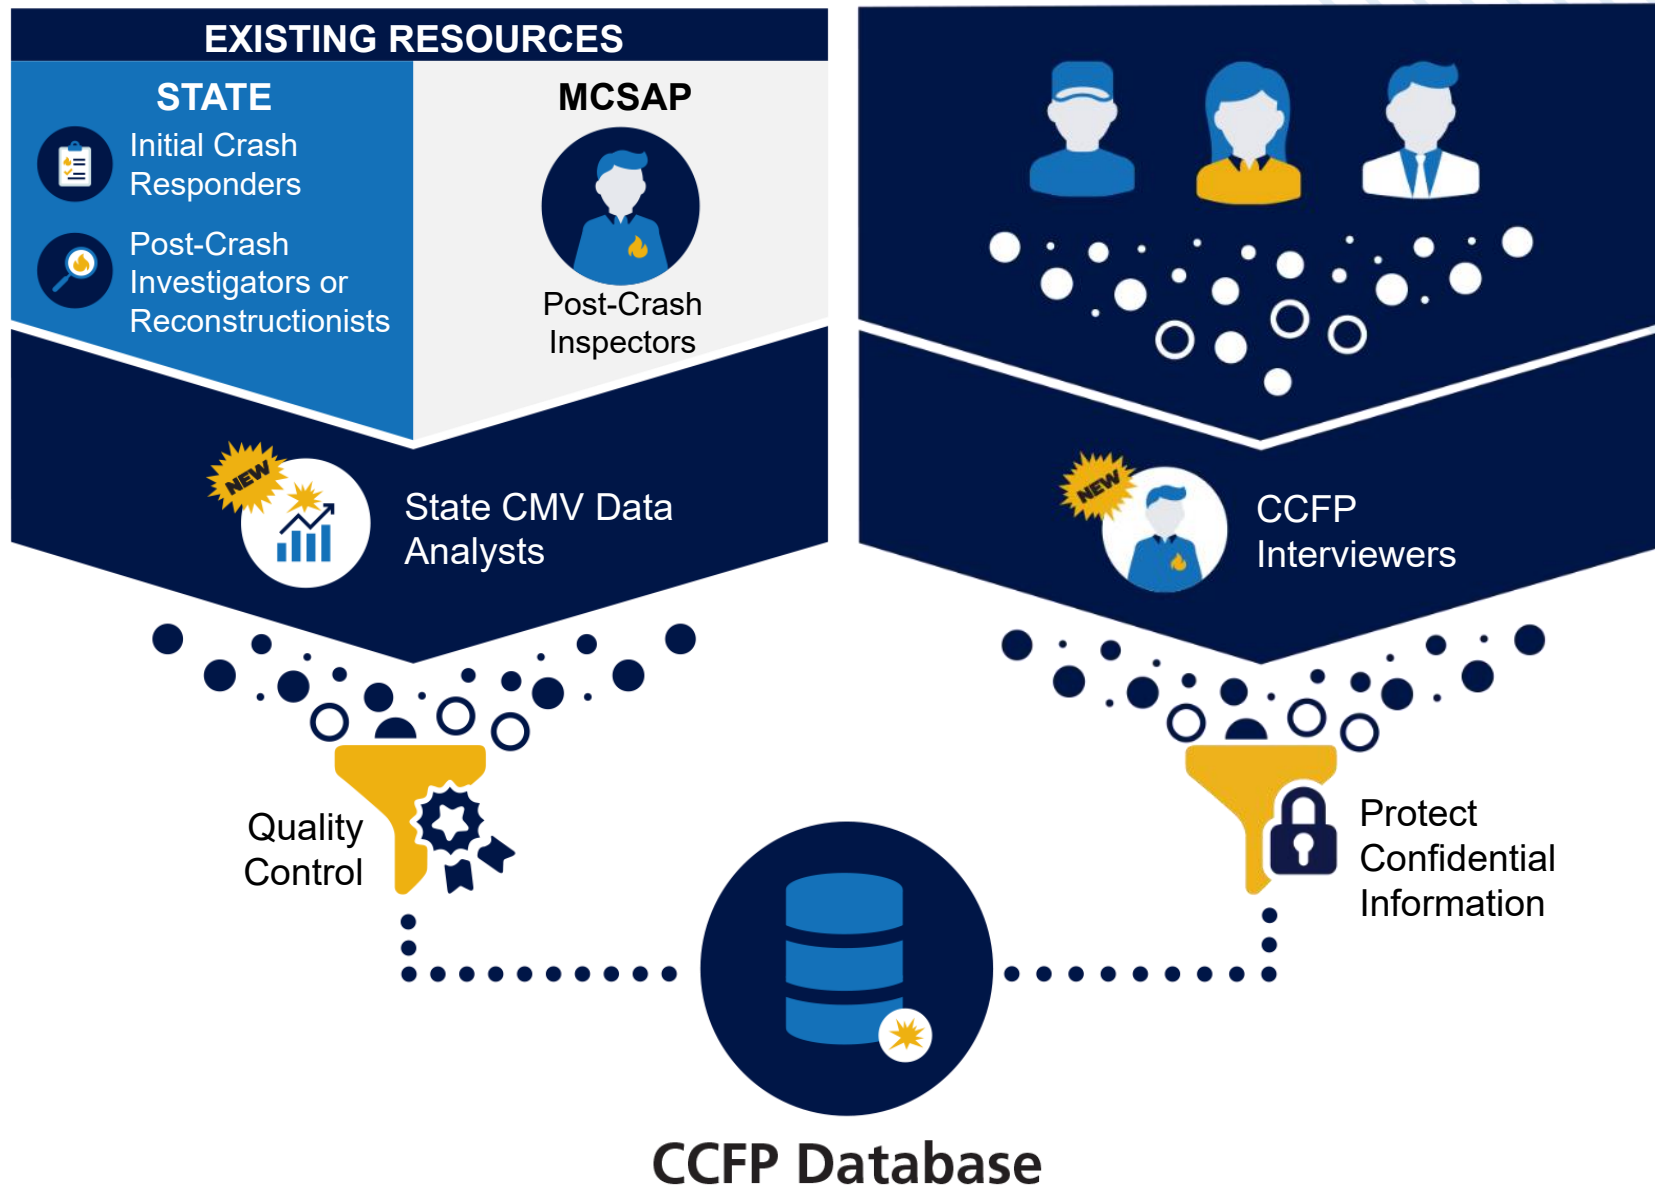 EXISTING RESOURCES
STATE
Initial Crash
Responders
Post-Crash
Investigators or
Reconstructionists
MCSAP
Post-Crash
Inspectors
NEW
State CMV Data
Analysts
NEW
CCFP
Interviewers
Quality
Control
Protect
Confidential
Information
CCFP Database